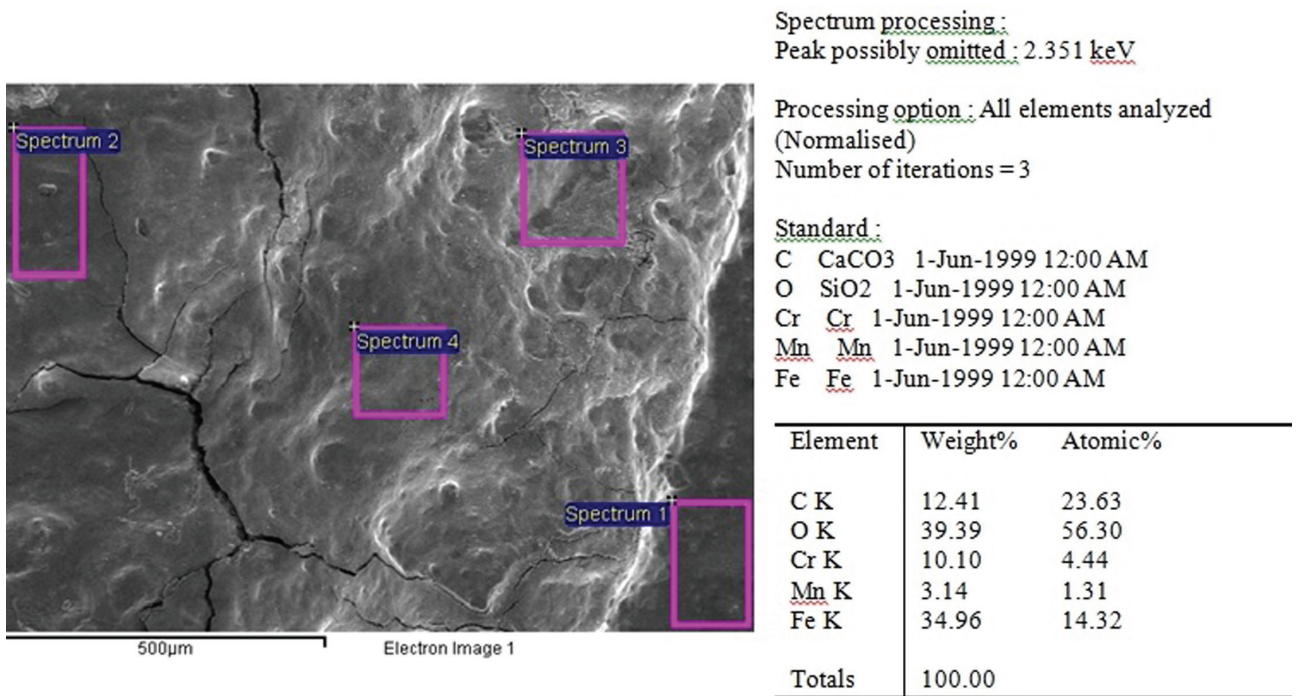 Spectrum processing :
Peak possibly omitted : 2.351 keV
Processing option : All elements analyzed
(Normalised)
Number of iterations = 3
Standard :
C CaCO3 1-Jun-1999 12:00 AM
O SiO2 1-Jun-1999 12:00 AM
Cr Cr 1-Jun-1999 12:00 AM
Mn Mn 1-Jun-1999 12:00 AM
Fe Fe 1-Jun-1999 12:00 AM
Element Weight% Atomic%
C K 12.41 23.63
O K 39.39 56.30
Cr K 10.10 4.44
Mn K 3.14 1.31
Fe K 34.96 14.32
Totals 100.00
Spectrum 2
Spectrum 3
Spectrum 4
Spectrum 1
500µm Electron Image 1